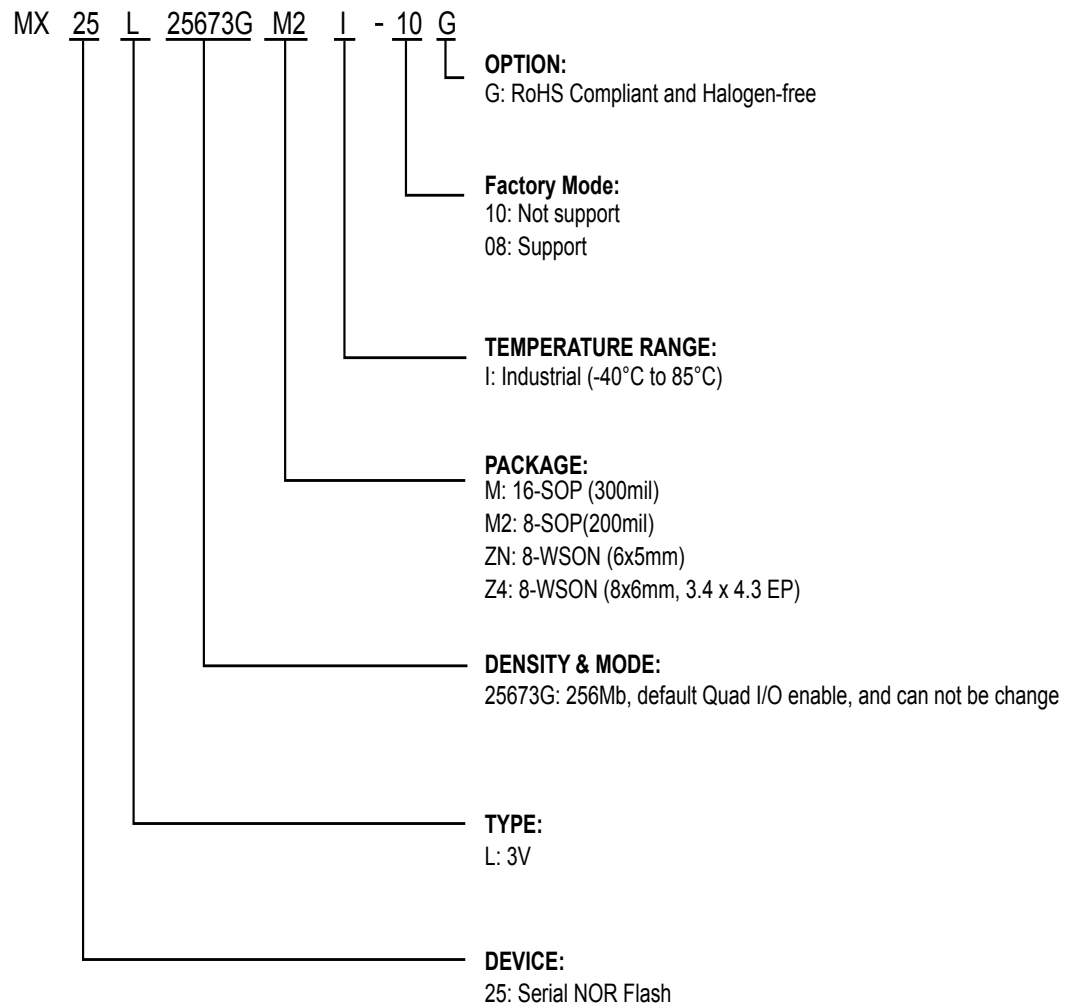 MX 25 L 25673G M2 I - 10 G
OPTION:
G: RoHS Compliant and Halogen-free
Factory Mode:
10: Not support
08: Support
TEMPERATURE RANGE:
I: Industrial (-40°C to 85°C)
PACKAGE:
M: 16-SOP (300mil)
M2: 8-SOP(200mil)
ZN: 8-WSON (6x5mm)
Z4: 8-WSON (8x6mm, 3.4 x 4.3 EP)
DENSITY & MODE:
25673G: 256Mb, default Quad I/O enable, and can not be change
TYPE:
L: 3V
DEVICE:
25: Serial NOR Flash